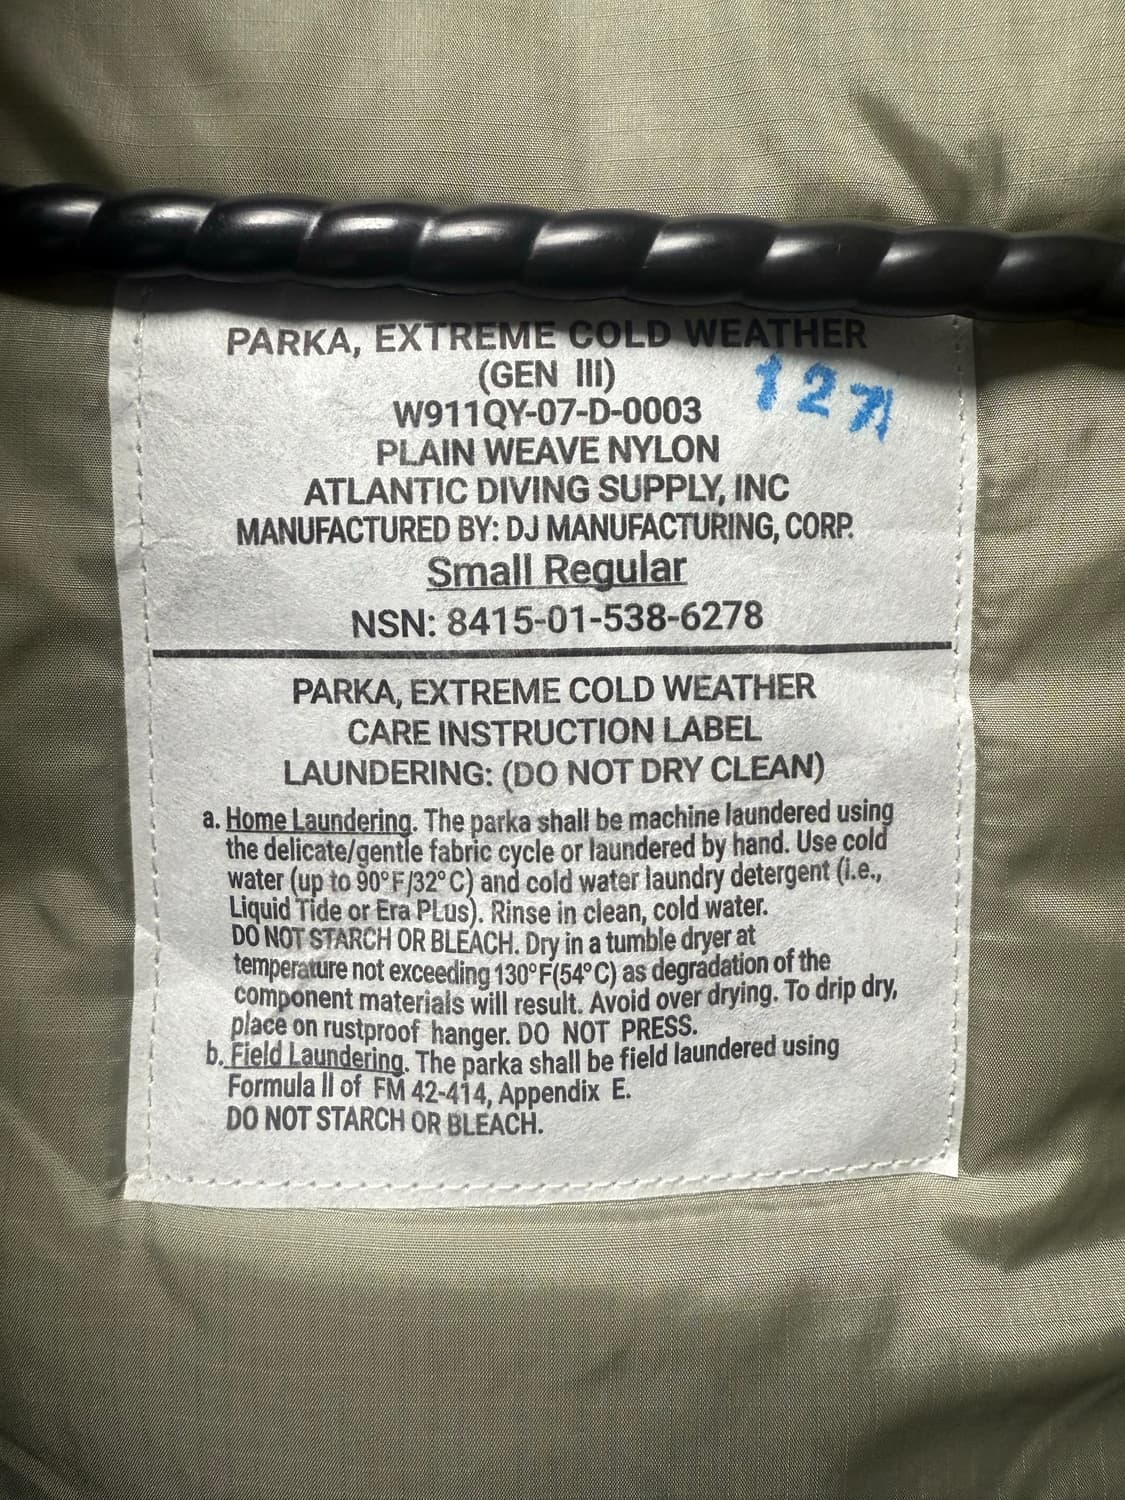 PARKA, EXTREME COLD WEATHER
(GEN III)
127
W911QY-07-D-0003
PLAIN WEAVE NYLON
ATLANTIC DIVING SUPPLY, INC
MANUFACTURED BY: DJ MANUFACTURING, CORP.
Small Regular
NSN: 8415-01-538-6278
PARKA, EXTREME COLD WEATHER
CARE INSTRUCTION LABEL
LAUNDERING: (DO NOT DRY CLEAN)
a. Home Laundering. The parka shall be machine laundered using
the delicate/gentle fabric cycle or laundered by hand. Use cold
water (up to 90°F/32°C) and cold water laundry detergent (i.e.,
Liquid Tide or Era PLus). Rinse in clean, cold water.
DO NOT STARCH OR BLEACH. Dry in a tumble dryer at
temperature not exceeding 130°F(54°C) as degradation of the
component materials will result. Avoid over drying. To drip dry,
place on rustproof hanger. DO NOT PRESS.
b. Field Laundering. The parka shall be field laundered using
Formula II of FM 42-414, Appendix E.
DO NOT STARCH OR BLEACH.